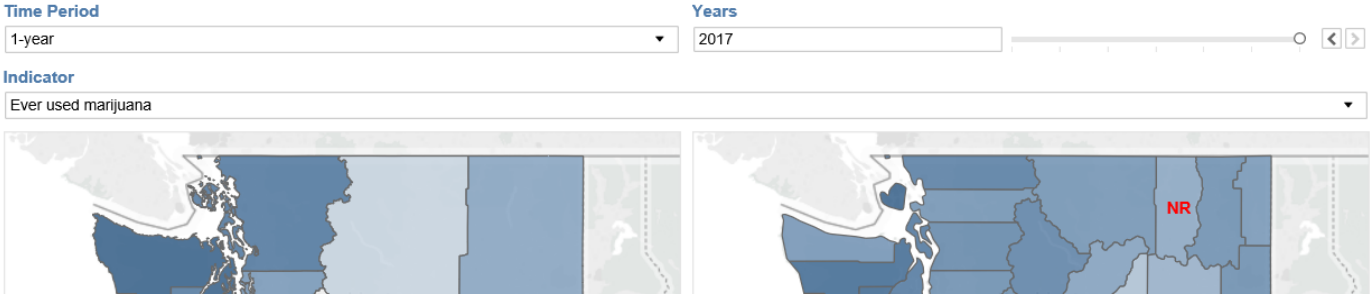 Time Period
Years
1-year
2017
Indicator
Ever used marijuana
NR